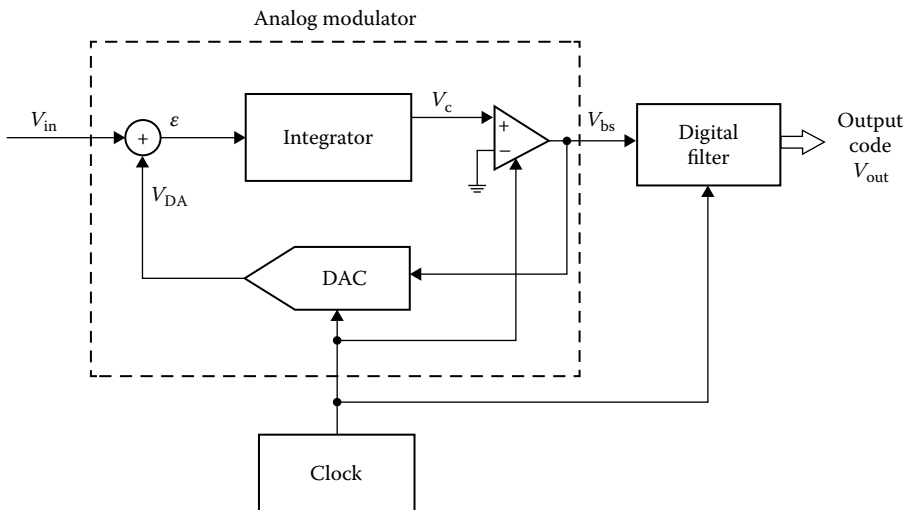 Analog modulator
V_in
+
ε
Integrator
V_c
+
−
V_bs
Digital
filter
Output
code
V_out
V_DA
DAC
Clock